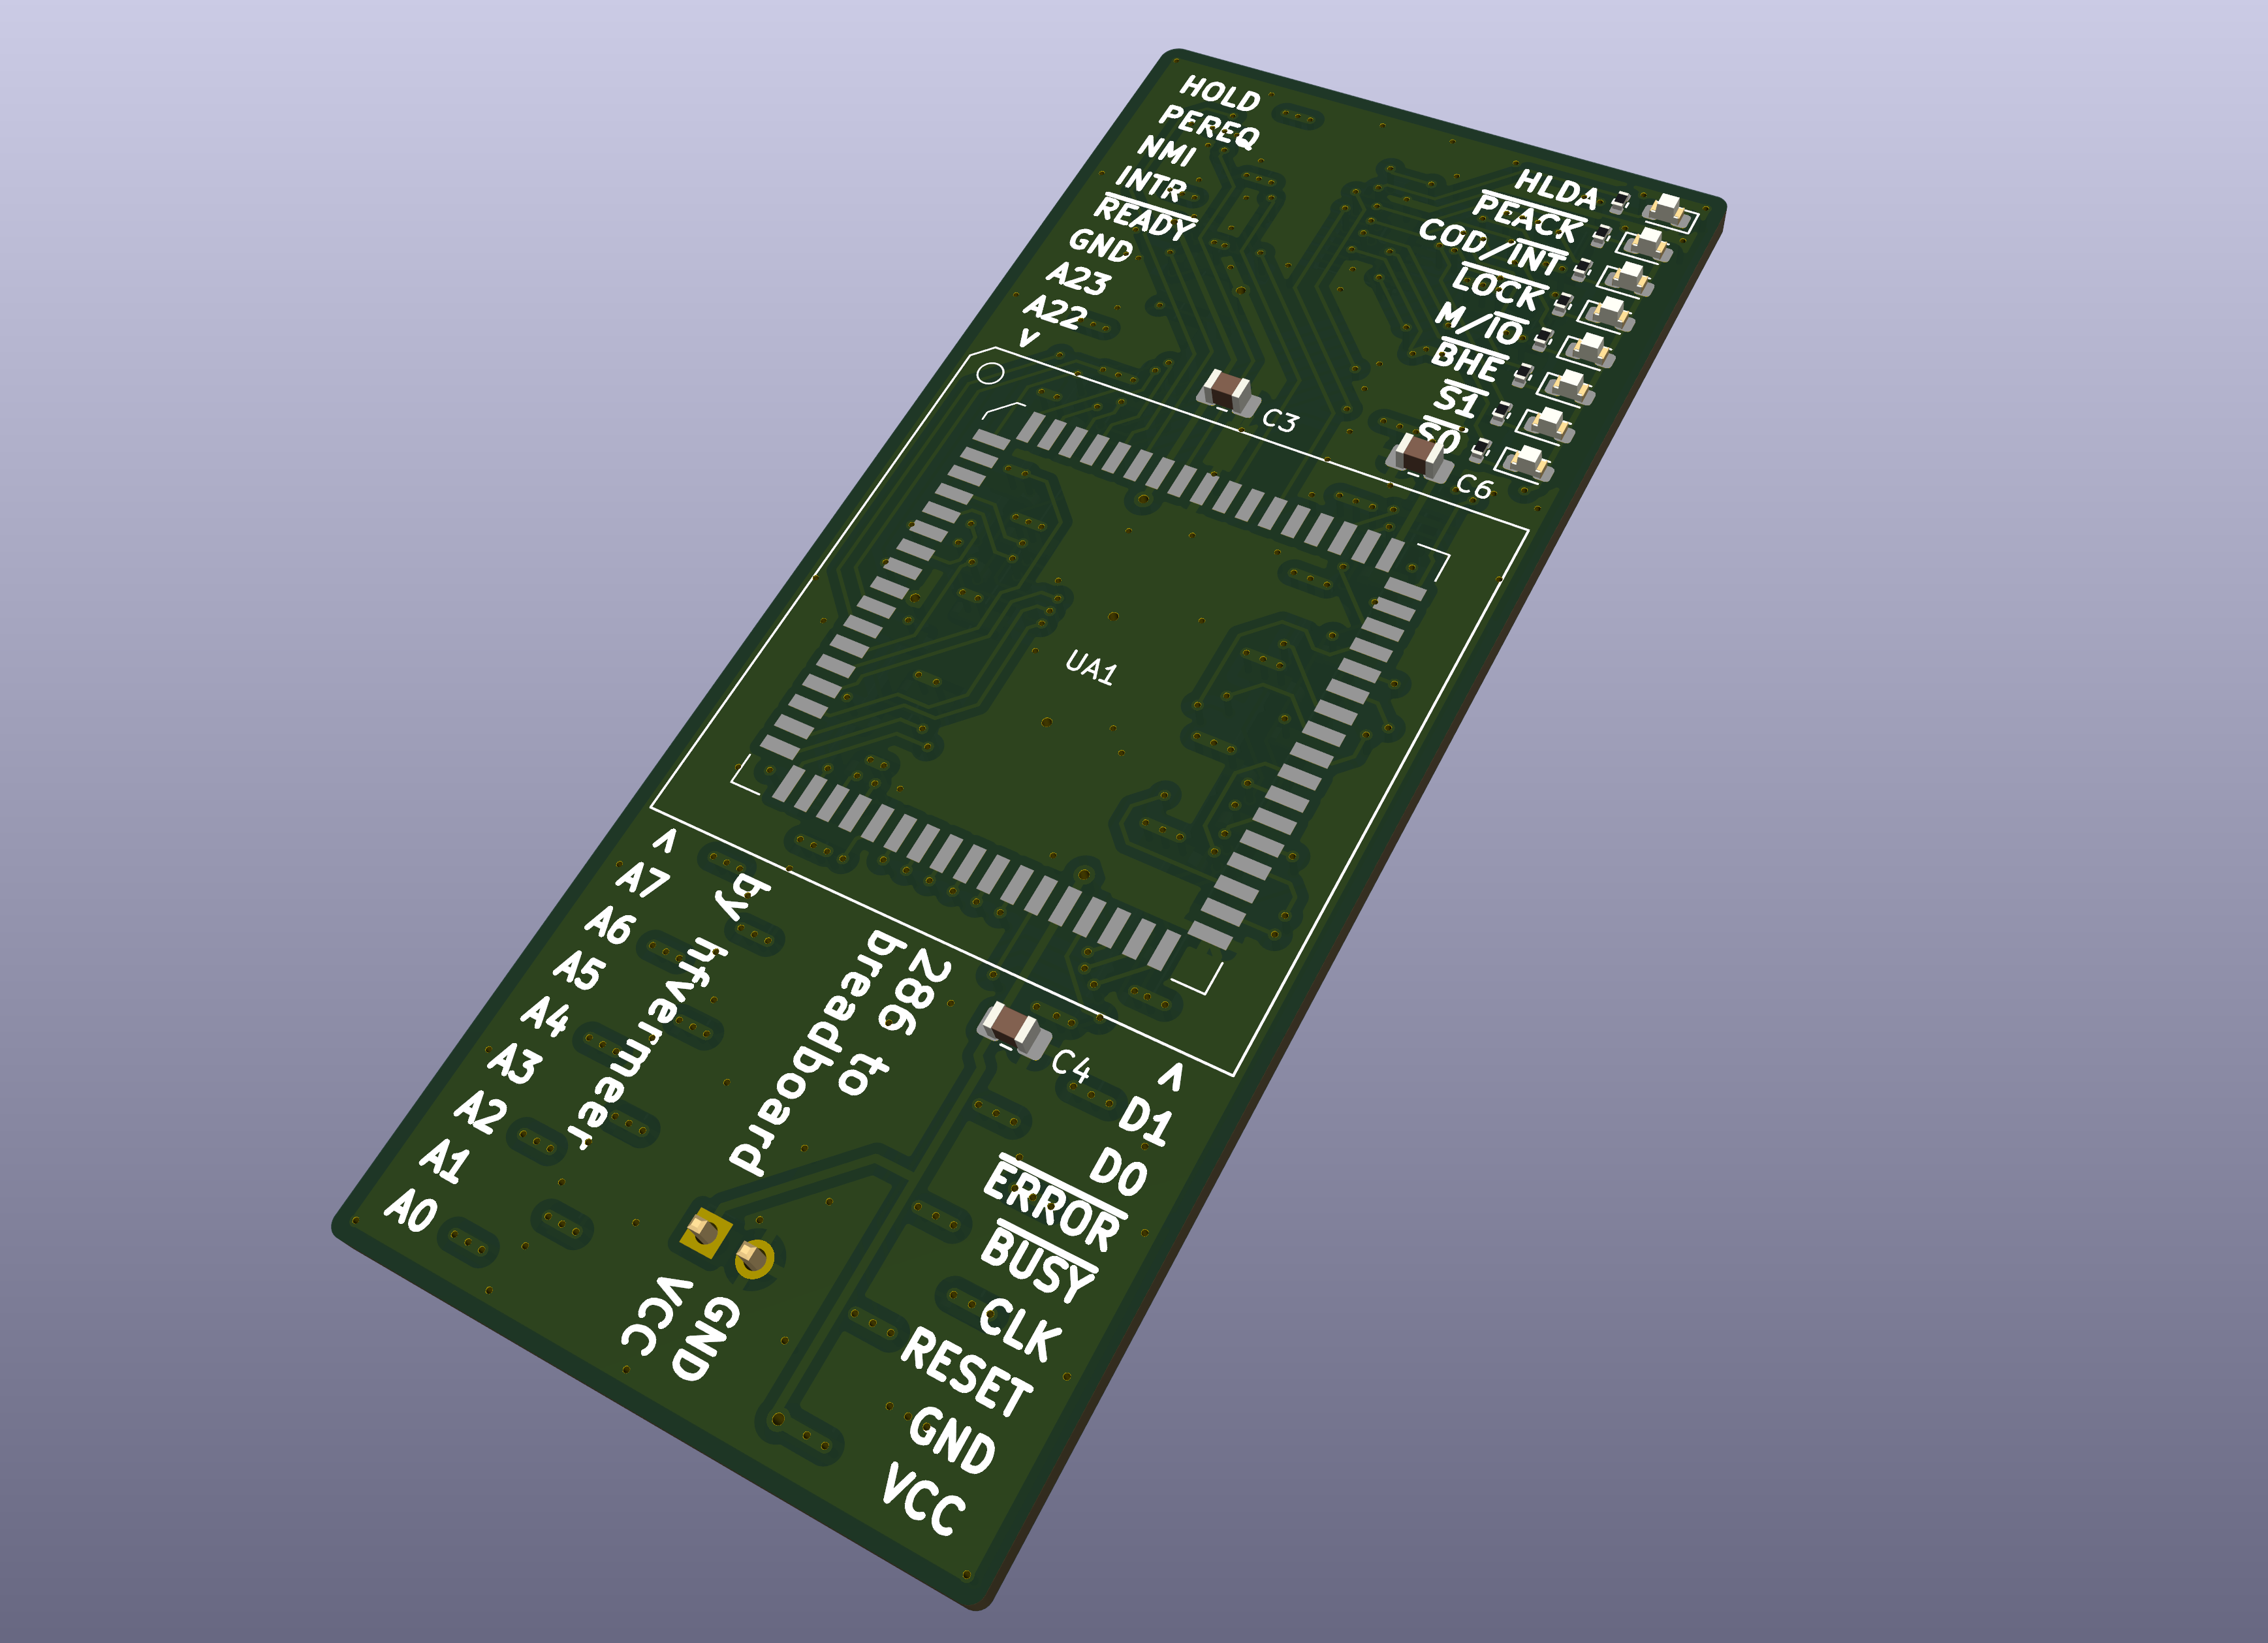 HOLD
PEREQ
NMI
INTR
READY
GND
A23
A22
V
HLDA
PEACK
COD/INT
LOCK
M/IO
BHE
S1
S0
C3
C6
UA1
<
A7
A6
A5
A4
A3
A2
A1
A0
by
hfvermeer
286 to
breadboard
C4
<
D1
D0
ERROR
BUSY
CLK
RESET
GND
VCC
GND
VCC